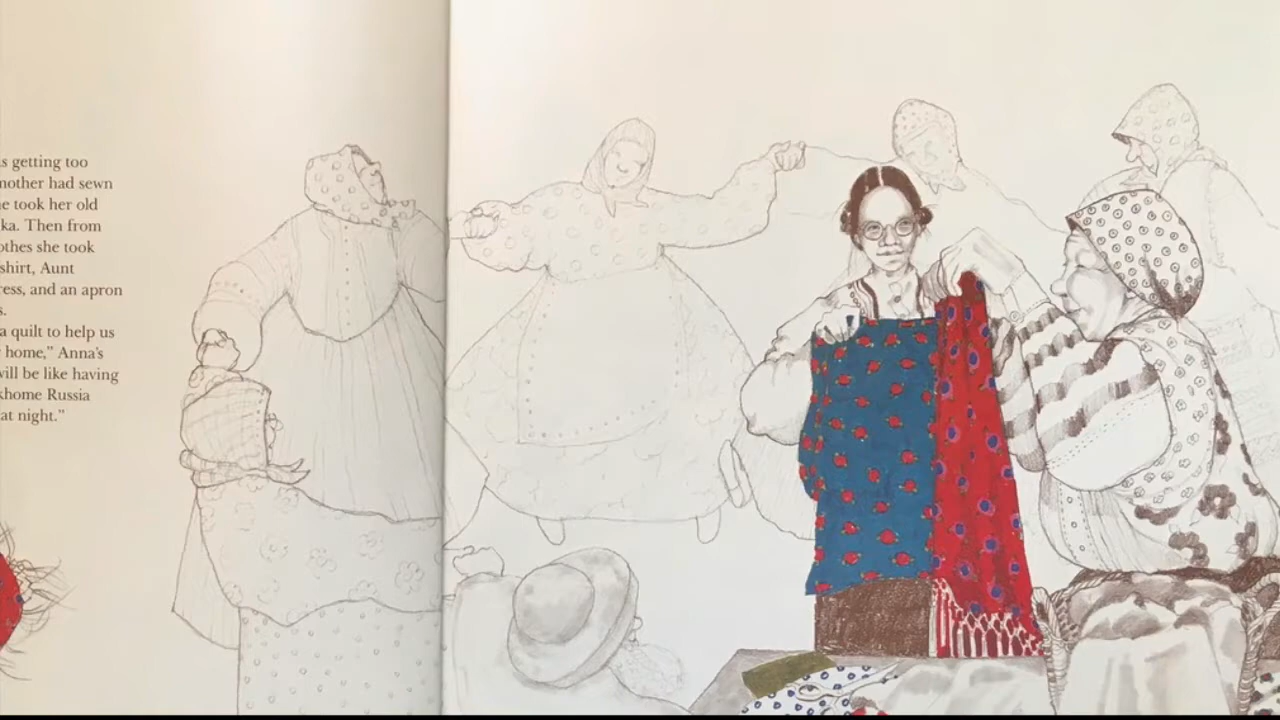 s getting too
nother had sewn
e took her old
ka. Then from
othes she took
shirt, Aunt
ress, and an apron
s.
a quilt to help us
home," Anna's
vill be like having
khome Russia
at night."